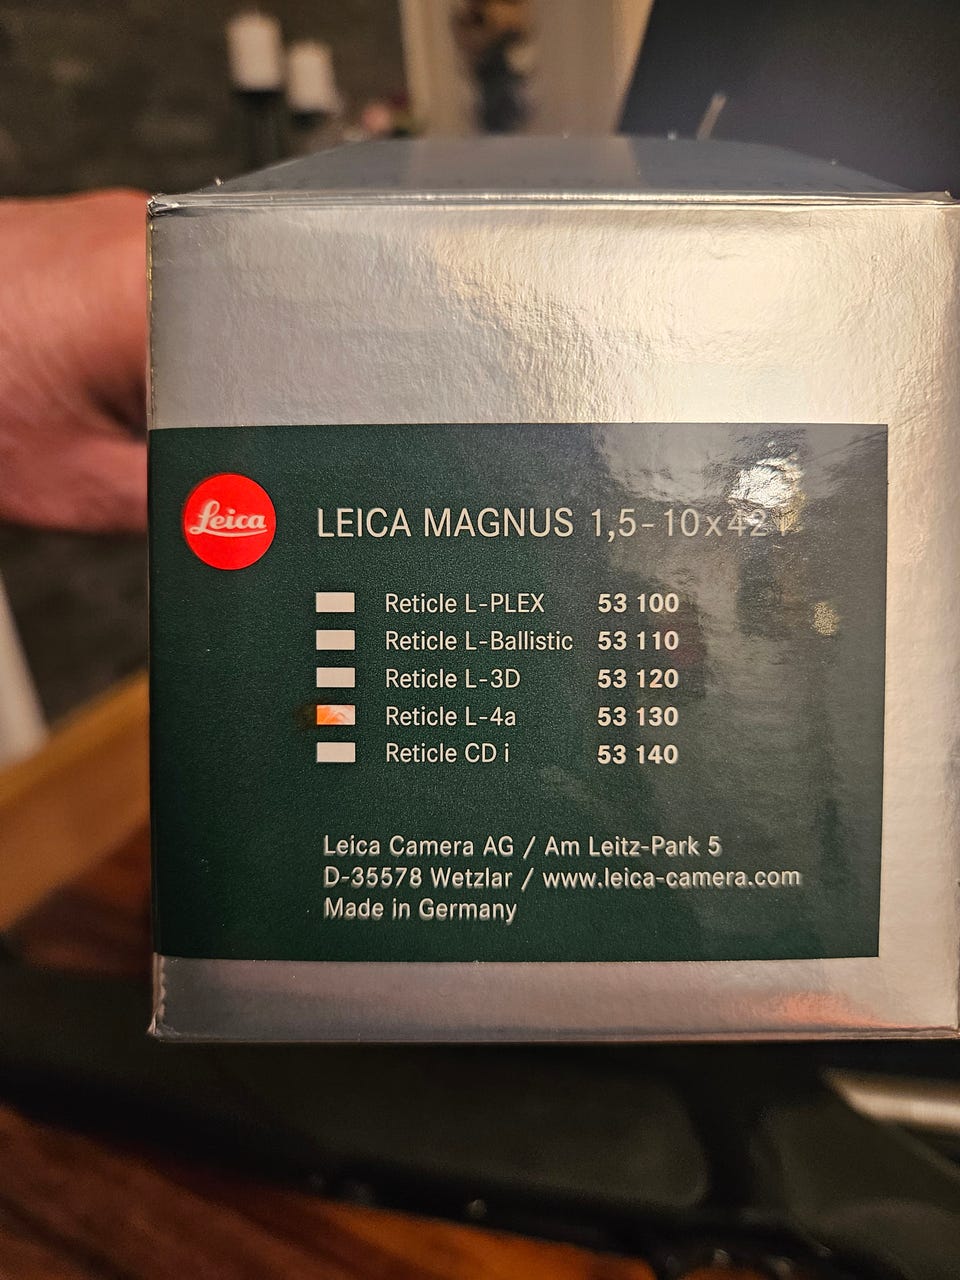 Leica
LEICA MAGNUS 1,5-10x42
Reticle L-PLEX 53 100
Reticle L-Ballistic 53 110
Reticle L-3D 53 120
Reticle L-4a 53 130
Reticle CD i 53 140
Leica Camera AG / Am Leitz-Park 5
D-35578 Wetzlar / www.leica-camera.com
Made in Germany